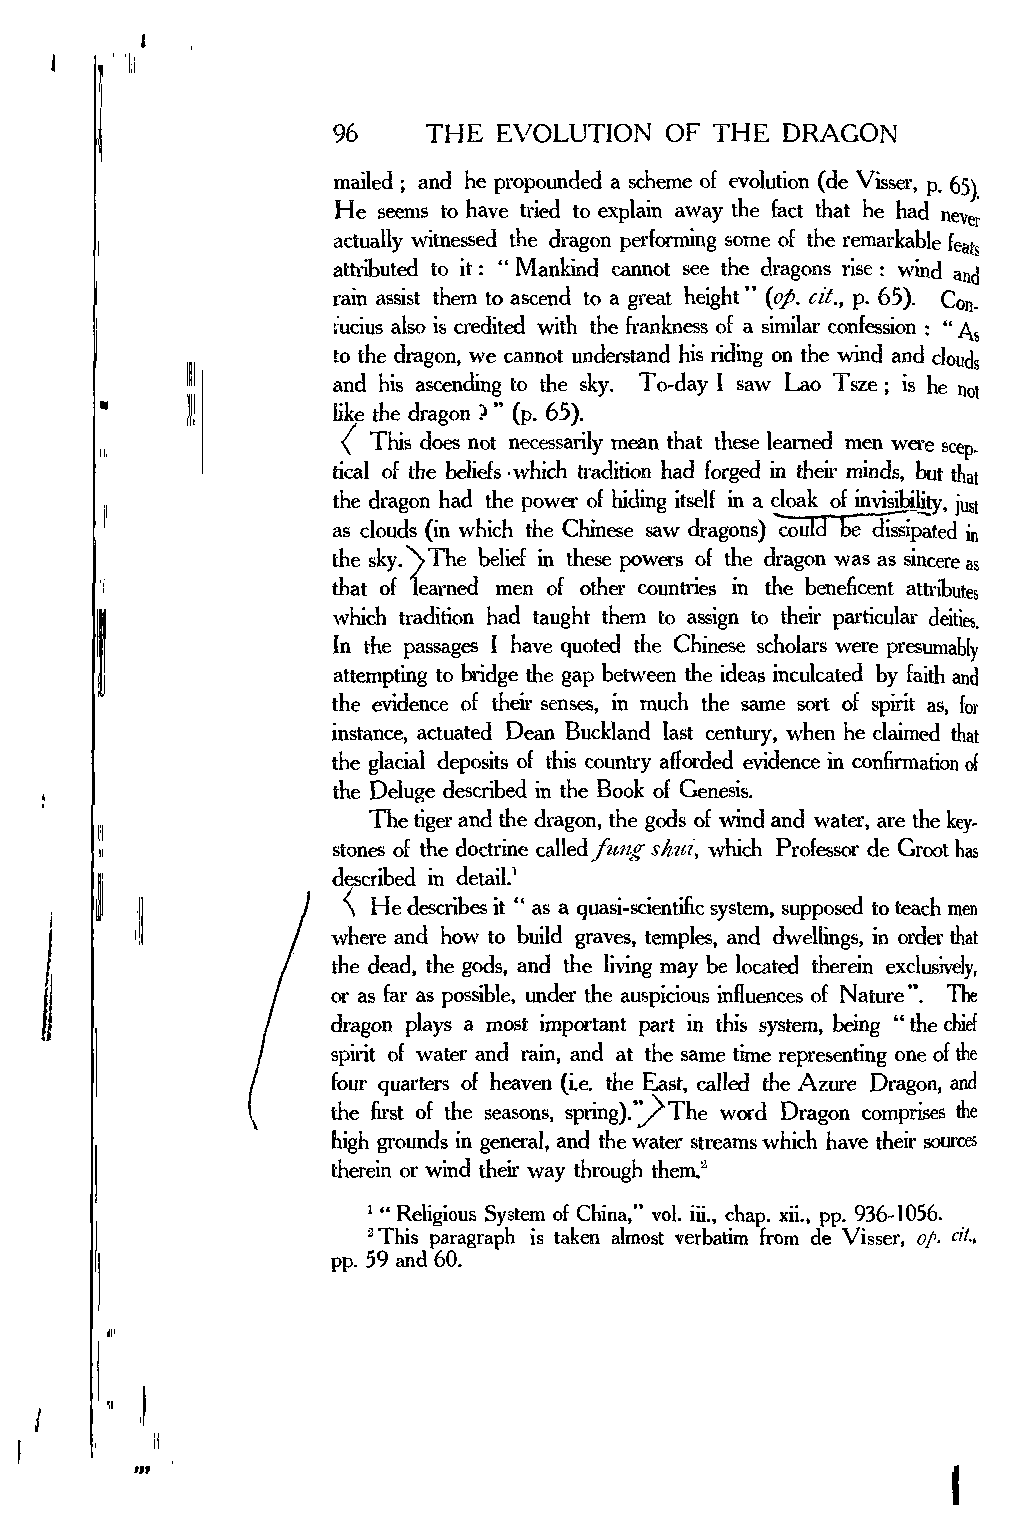 96 THE EVOLUTION OF THE DRAGON
mailed ; and he propounded a scheme of evolution (de Visser, p. 65).
He seems to have tried to explain away the fact that he had never
actually witnessed the dragon performing some of the remarkable feats
attributed to it : “ Mankind cannot see the dragons rise : wind and
rain assist them to ascend to a great height ” (op. cit., p. 65). Con-
fucius also is credited with the frankness of a similar confession : “ As
to the dragon, we cannot understand his riding on the wind and clouds
and his ascending to the sky. To-day I saw Lao Tsze ; is he not
like the dragon ? ” (p. 65).
This does not necessarily mean that these learned men were scep-
tical of the beliefs which tradition had forged in their minds, but that
the dragon had the power of hiding itself in a cloak of invisibility, just
as clouds (in which the Chinese saw dragons) could be dissipated in
the sky. The belief in these powers of the dragon was as sincere as
that of learned men of other countries in the beneficent attributes
which tradition had taught them to assign to their particular deities.
In the passages I have quoted the Chinese scholars were presumably
attempting to bridge the gap between the ideas inculcated by faith and
the evidence of their senses, in much the same sort of spirit as, for
instance, actuated Dean Buckland last century, when he claimed that
the glacial deposits of this country afforded evidence in confirmation of
the Deluge described in the Book of Genesis.
The tiger and the dragon, the gods of wind and water, are the key-
stones of the doctrine called fung shui, which Professor de Groot has
described in detail.¹
He describes it “ as a quasi-scientific system, supposed to teach men
where and how to build graves, temples, and dwellings, in order that
the dead, the gods, and the living may be located therein exclusively,
or as far as possible, under the auspicious influences of Nature ”. The
dragon plays a most important part in this system, being “ the chief
spirit of water and rain, and at the same time representing one of the
four quarters of heaven (i.e. the East, called the Azure Dragon, and
the first of the seasons, spring).” The word Dragon comprises the
high grounds in general, and the water streams which have their sources
therein or wind their way through them.²
¹ “ Religious System of China,” vol. iii., chap. xii., pp. 936-1056.
² This paragraph is taken almost verbatim from de Visser, op. cit.,
pp. 59 and 60.